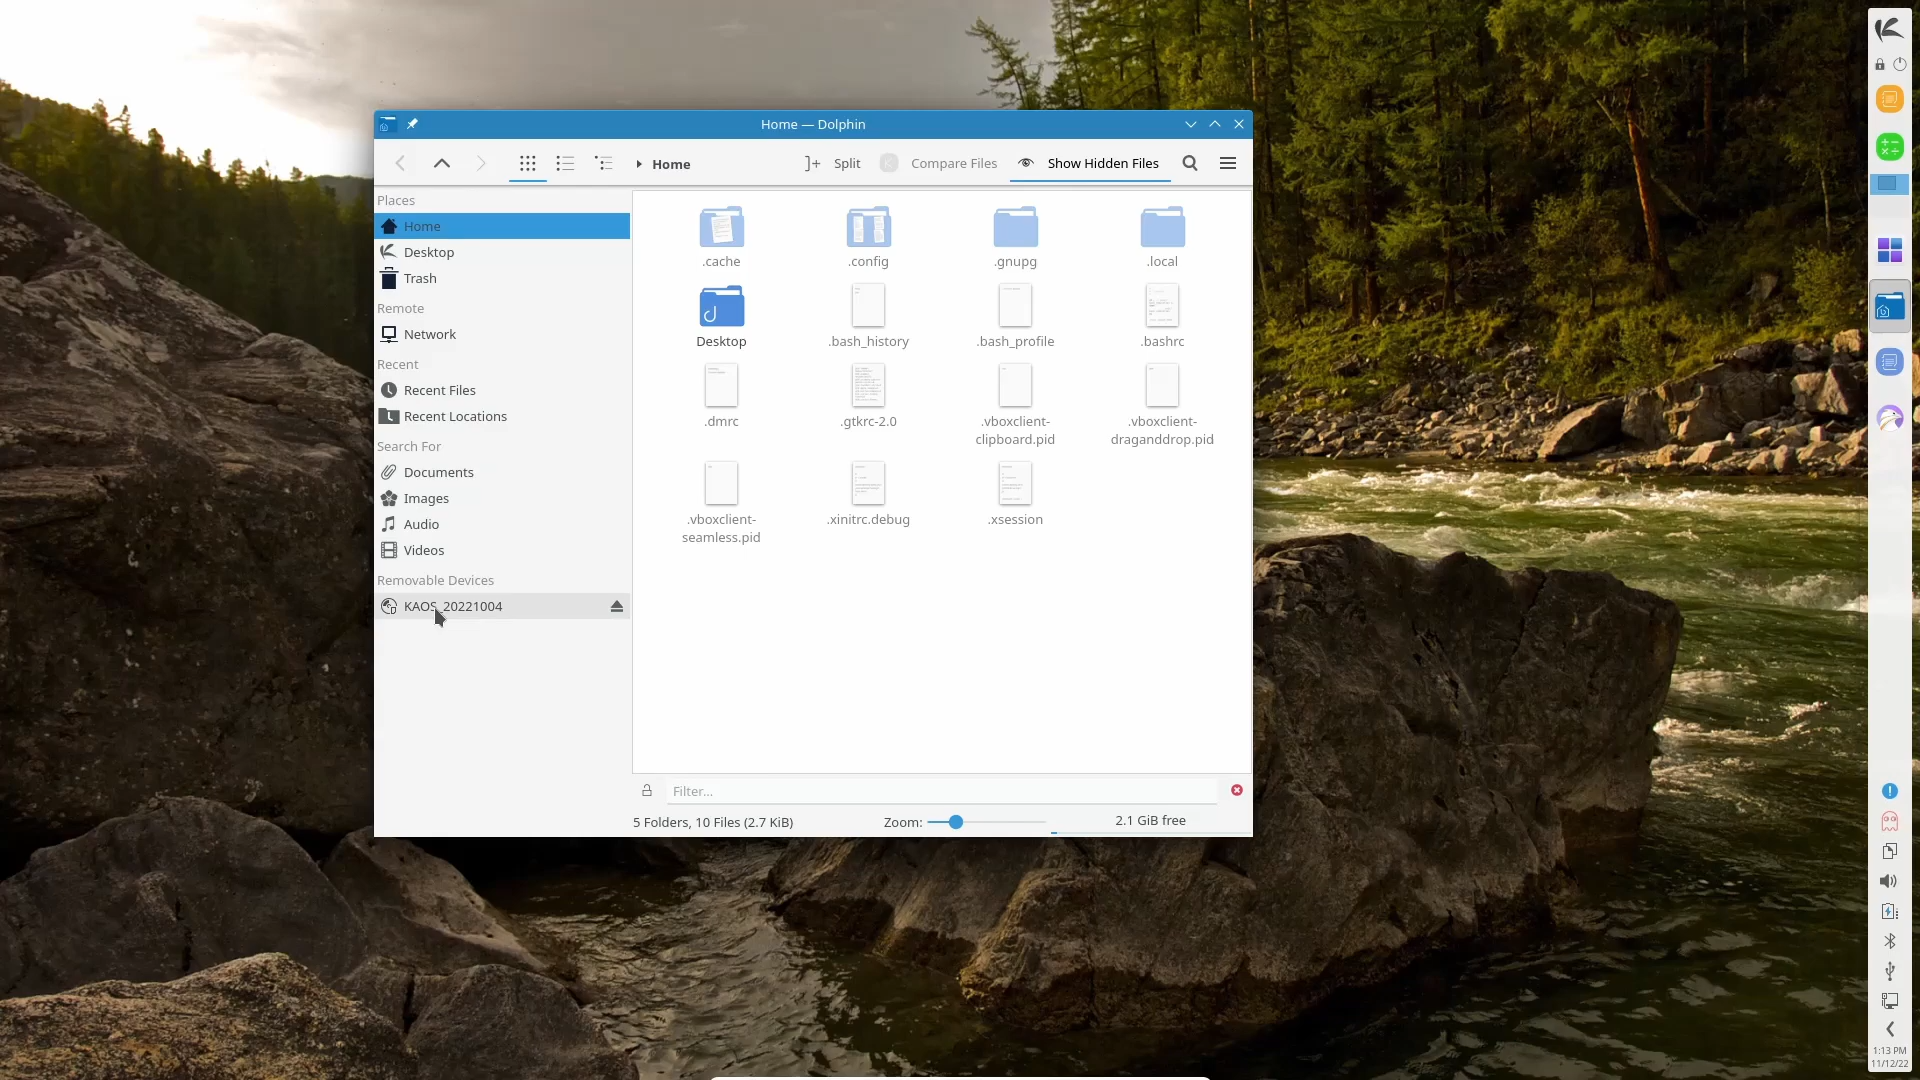 Home — Dolphin
Home
Split
Compare Files
Show Hidden Files
Places
Home
Desktop
Trash
Remote
Network
Recent
Recent Files
Recent Locations
Search For
Documents
Images
Audio
Videos
Removable Devices
KAOS_20221004
.cache
.config
.gnupg
.local
Desktop
.bash_history
.bash_profile
.bashrc
.dmrc
.gtkrc-2.0
.vboxclient-
clipboard.pid
.vboxclient-
draganddrop.pid
.vboxclient-
seamless.pid
.xinitrc.debug
.xsession
Filter...
5 Folders, 10 Files (2.7 KiB)
Zoom:
2.1 GiB free
1:13 PM
11/12/22